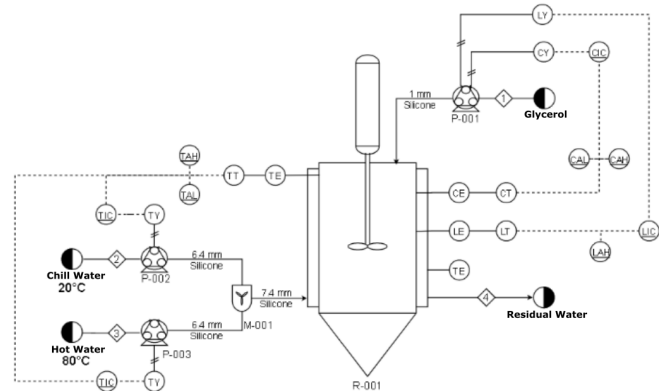 LY
CY
CIC
1 mm
Silicone
1
P-001
Glycerol
TAH
CAL
CAH
TT
TE
TAL
CE
CT
TIC
TY
LE
LT
LIC
LAH
6.4 mm
Silicone
2
P-002
Chill Water
20°C
TE
7.4 mm
Silicone
4
M-001
Residual Water
6.4 mm
Silicone
3
Hot Water
80°C
P-003
TIC
TY
R-001